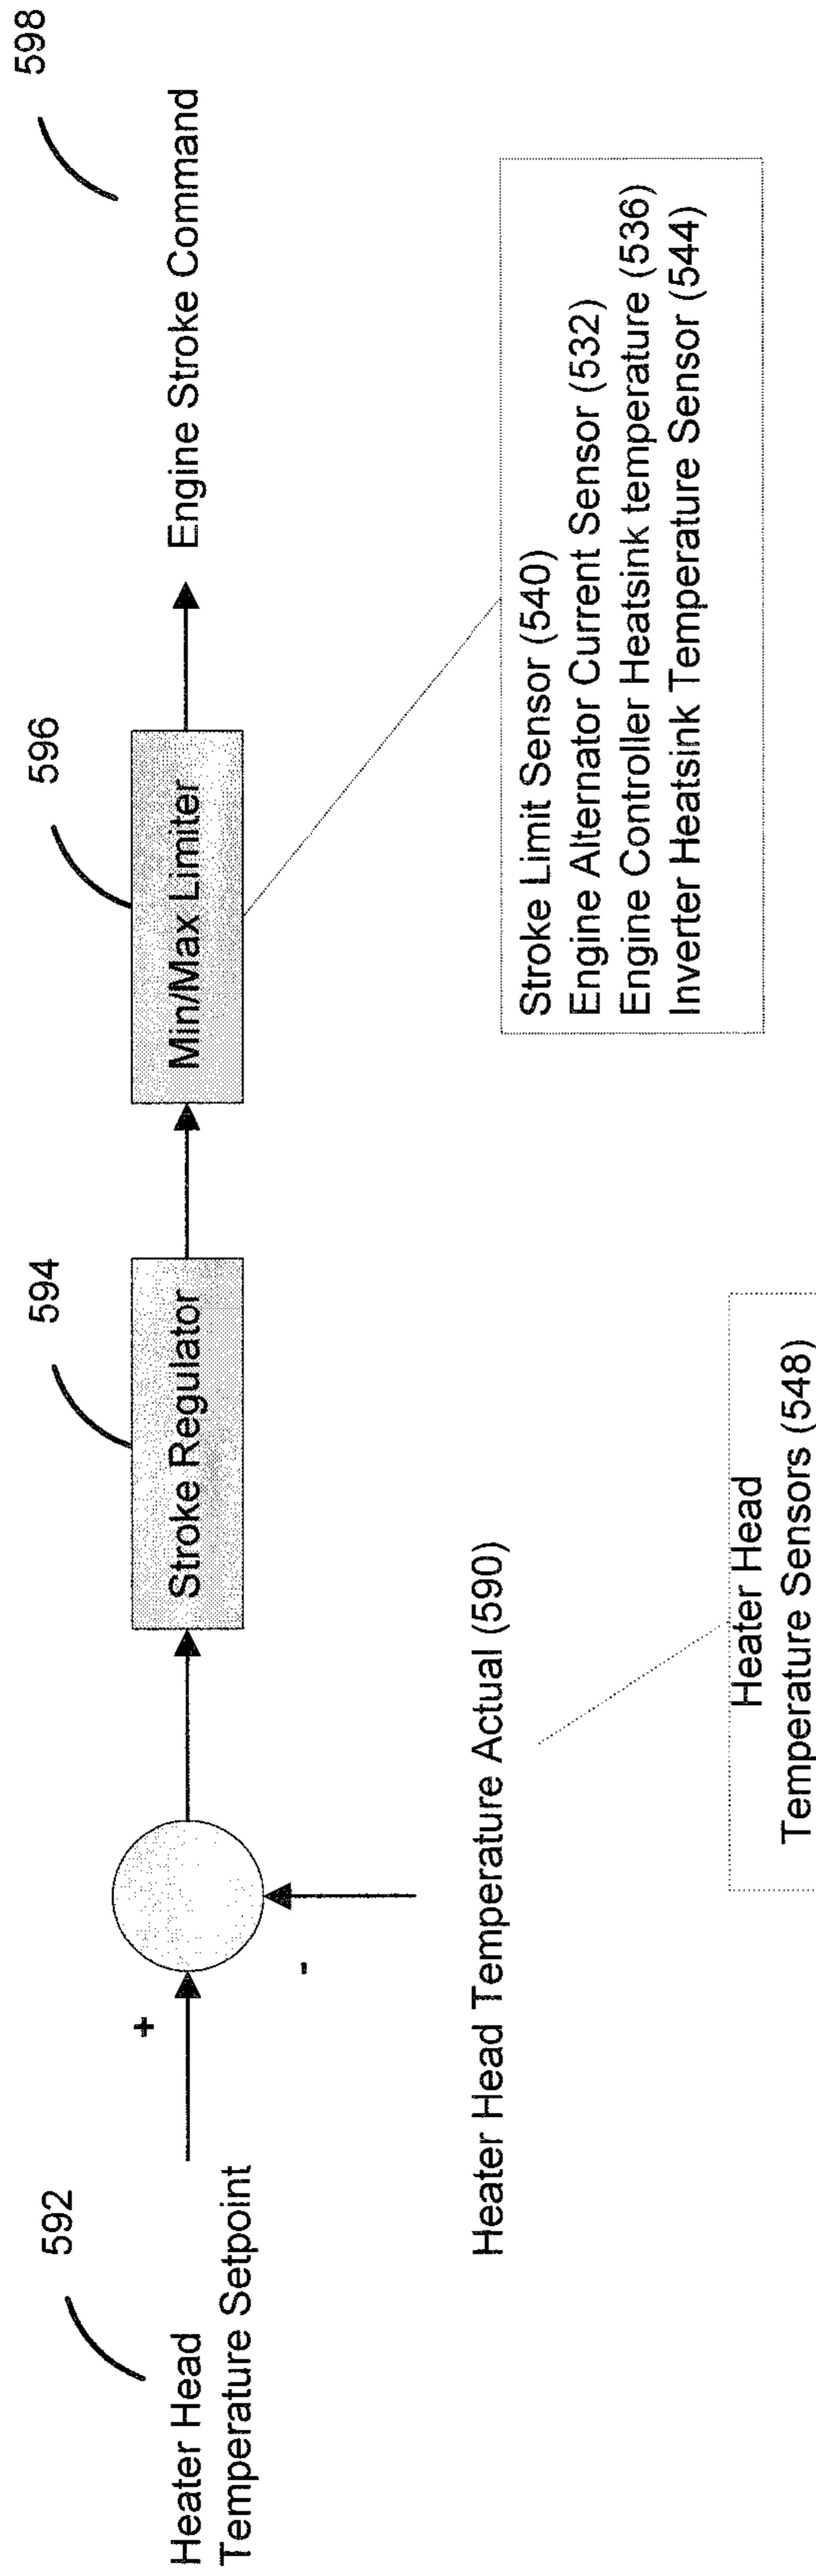 592
Heater Head
Temperature Setpoint
+
-
Heater Head Temperature Actual (590)
Heater Head
Temperature Sensors (548)
594
Stroke Regulator
596
Min/Max Limiter
Stroke Limit Sensor (540)
Engine Alternator Current Sensor (532)
Engine Controller Heatsink temperature (536)
Inverter Heatsink Temperature Sensor (544)
598
Engine Stroke Command